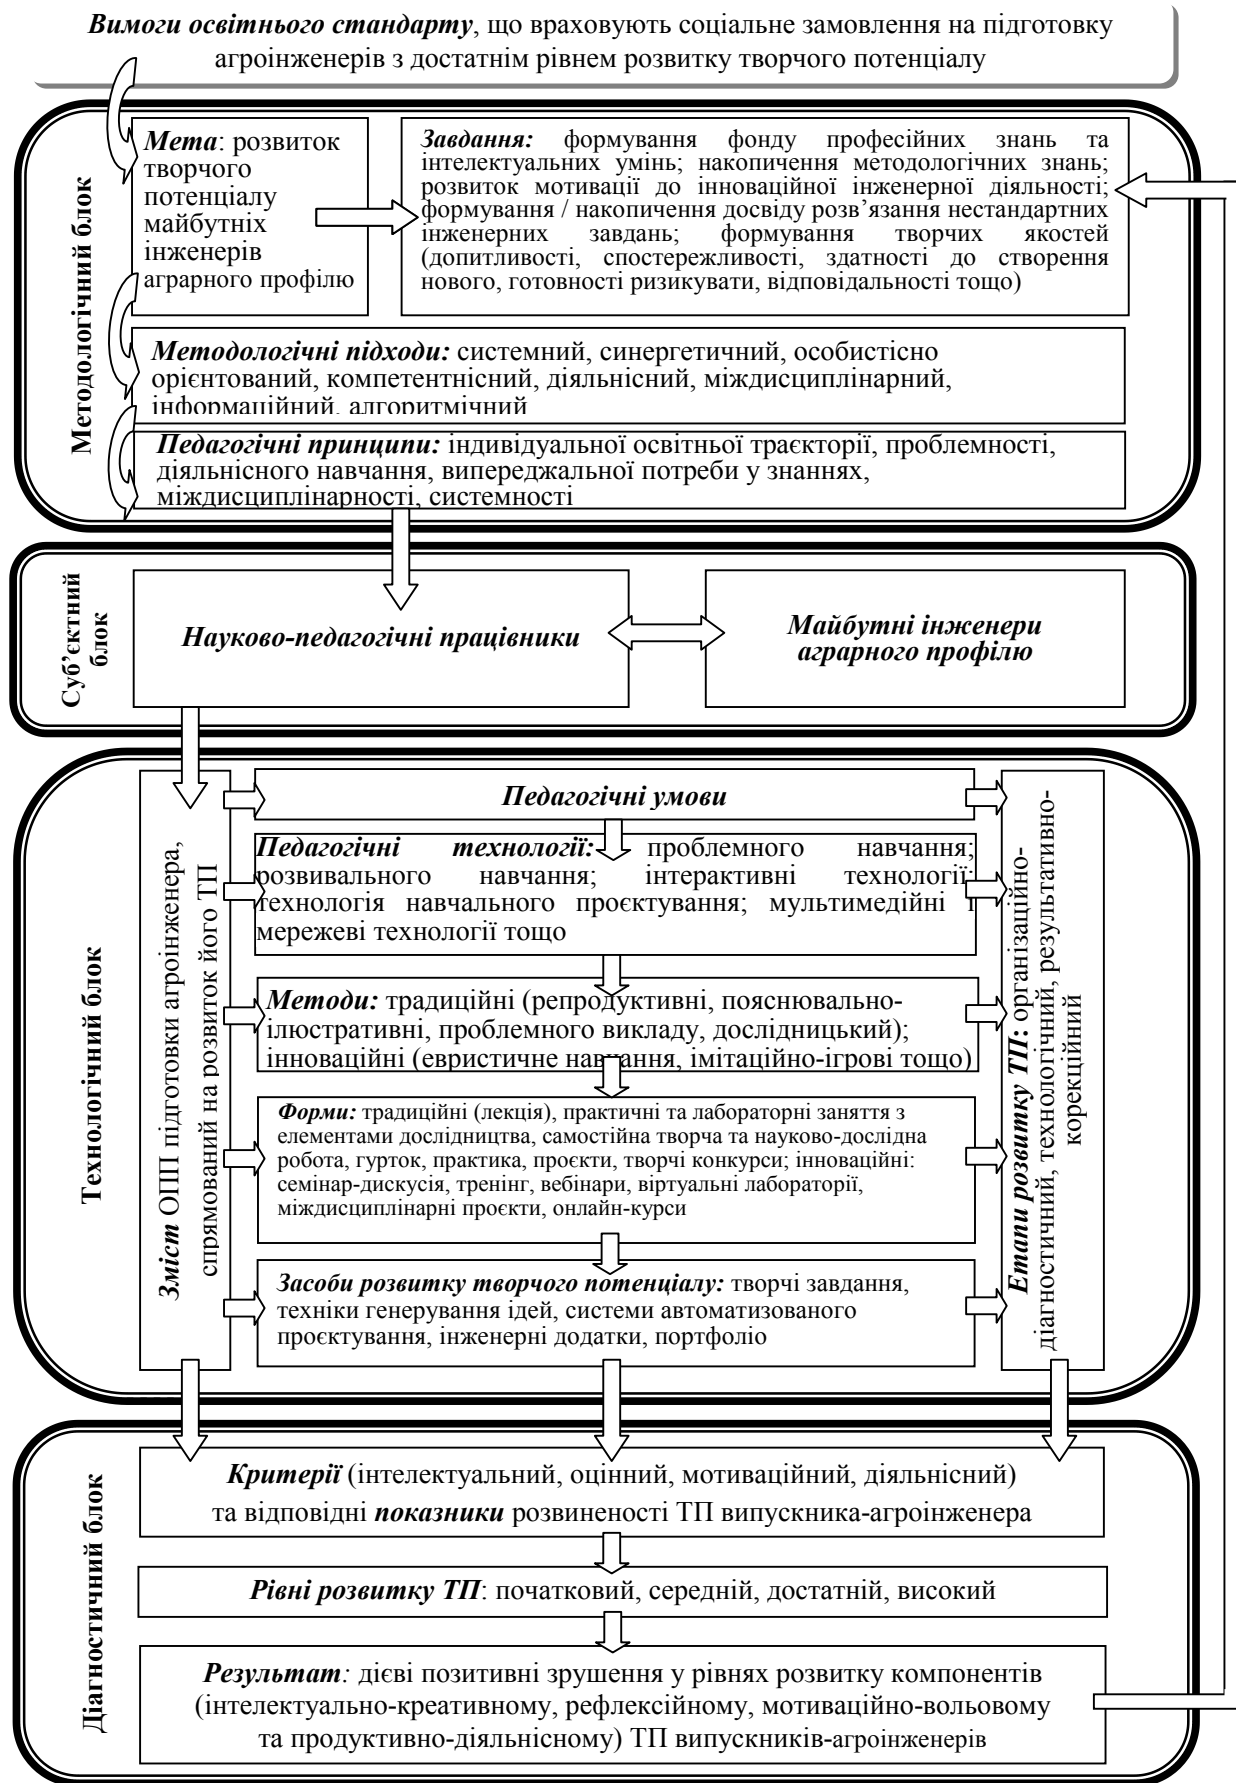 Вимоги освітнього стандарту, що враховують соціальне замовлення на підготовку
агроінженерів з достатнім рівнем розвитку творчого потенціалу
Методологічний блок
Мета: розвиток
творчого
потенціалу
майбутніх
інженерів
аграрного профілю
Завдання: формування фонду професійних знань та
інтелектуальних умінь; накопичення методологічних знань;
розвиток мотивації до інноваційної інженерної діяльності;
формування / накопичення досвіду розв’язання нестандартних
інженерних завдань; формування творчих якостей
(допитливості, спостережливості, здатності до створення
нового, готовності ризикувати, відповідальності тощо)
Методологічні підходи: системний, синергетичний, особистісно
орієнтований, компетентнісний, діяльнісний, міждисциплінарний,
інформаційний, алгоритмічний
Педагогічні принципи: індивідуальної освітньої траєкторії, проблемності,
діяльнісного навчання, випереджальної потреби у знаннях,
міждисциплінарності, системності
Суб’єктний
блок
Науково-педагогічні працівники
Майбутні інженери
аграрного профілю
Технологічний блок
Зміст ОПП підготовки агроінженера,
спрямований на розвиток його ТП
Педагогічні умови
Педагогічні технології: проблемного навчання;
розвивального навчання; інтерактивні технології;
технологія навчального проєктування; мультимедійні і
мережеві технології тощо
Методи: традиційні (репродуктивні, пояснювально-
ілюстративні, проблемного викладу, дослідницький);
інноваційні (евристичне навчання, імітаційно-ігрові тощо)
Форми: традиційні (лекція), практичні та лабораторні заняття з
елементами дослідництва, самостійна творча та науково-дослідна
робота, гурток, практика, проєкти, творчі конкурси; інноваційні:
семінар-дискусія, тренінг, вебінари, віртуальні лабораторії,
міждисциплінарні проєкти, онлайн-курси
Засоби розвитку творчого потенціалу: творчі завдання,
техніки генерування ідей, системи автоматизованого
проєктування, інженерні додатки, портфоліо
Етапи розвитку ТП: організаційно-
діагностичний, технологічний, результативно-
корекційний
Діагностичний блок
Критерії (інтелектуальний, оцінний, мотиваційний, діяльнісний)
та відповідні показники розвиненості ТП випускника-агроінженера
Рівні розвитку ТП: початковий, середній, достатній, високий
Результат: дієві позитивні зрушення у рівнях розвитку компонентів
(інтелектуально-креативному, рефлексійному, мотиваційно-вольовому
та продуктивно-діяльнісному) ТП випускників-агроінженерів